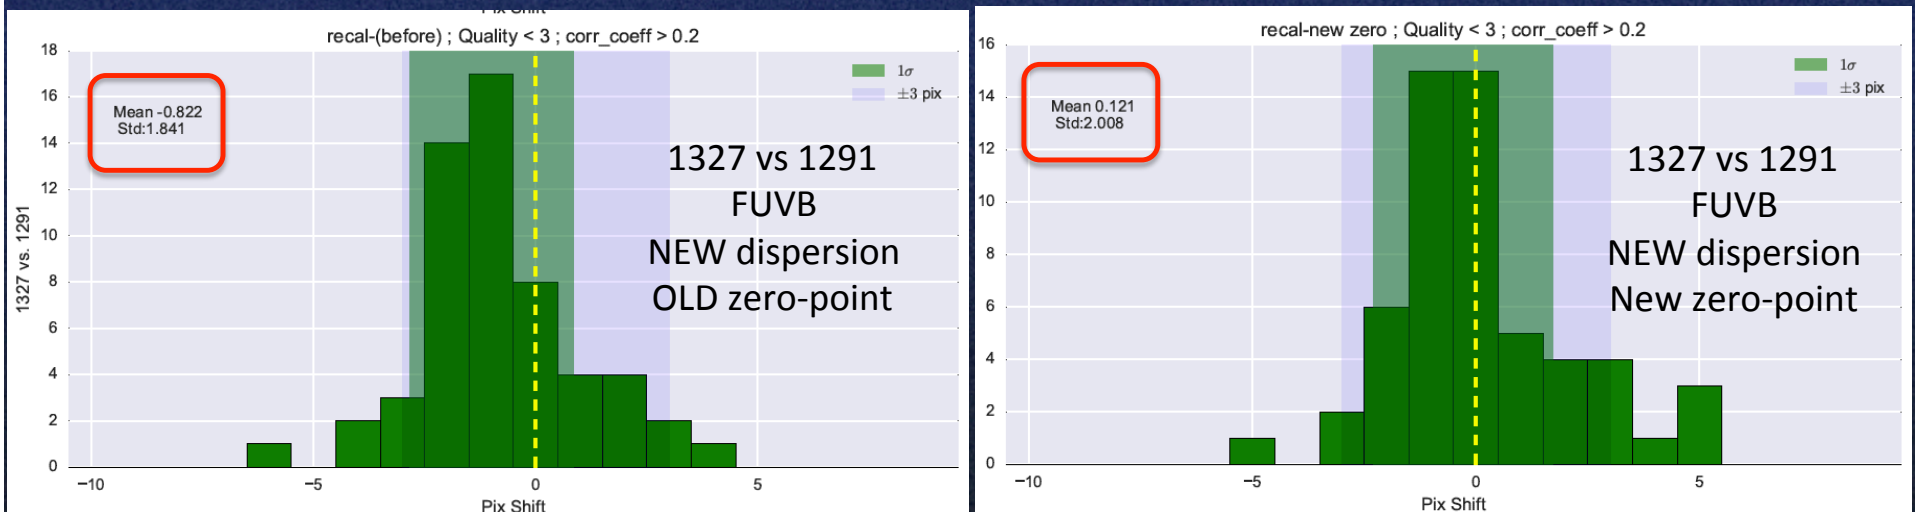 Pix Shift
recal-(before) ; Quality < 3 ; corr_coeff > 0.2
18
16
14
12
10
8
6
4
2
0
1327 vs. 1291
Mean -0.822
Std:1.841
1σ
±3 pix
1327 vs 1291
FUVB
NEW dispersion
OLD zero-point
−10
−5
0
5
Pix Shift
recal-new zero ; Quality < 3 ; corr_coeff > 0.2
16
14
12
10
8
6
4
2
0
Mean 0.121
Std:2.008
1σ
±3 pix
1327 vs 1291
FUVB
NEW dispersion
New zero-point
−10
−5
0
5
Pix Shift